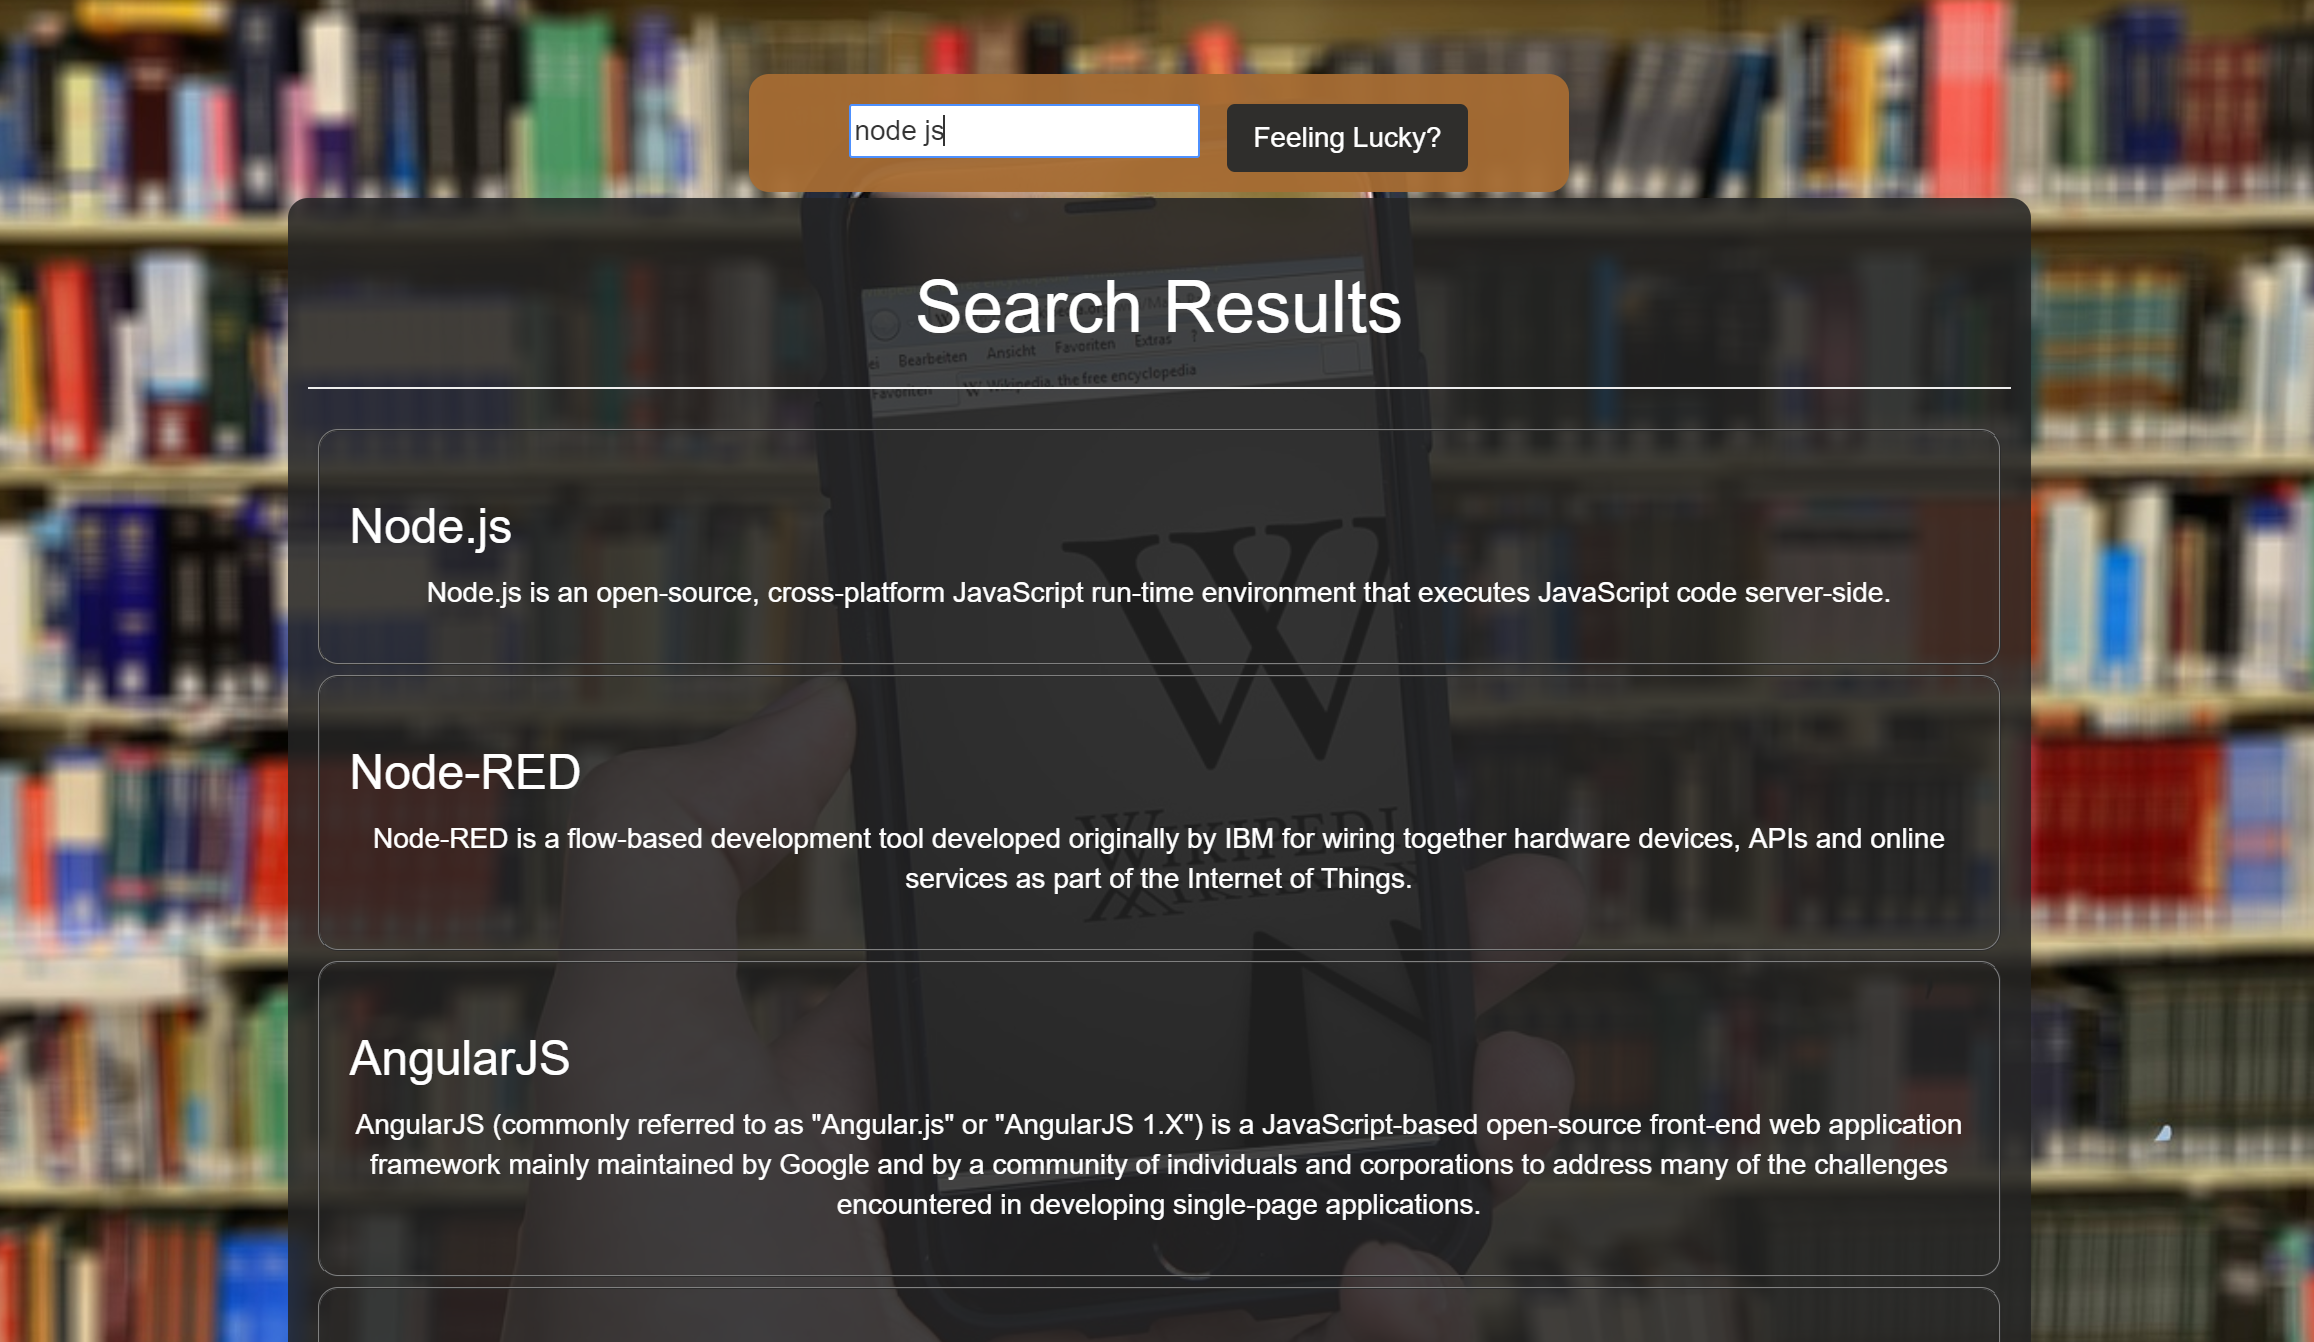 node js
Feeling Lucky?
Search Results
ei Bearbeiten Ansicht Favoriten Extras ?
Favoriten W Wikipedia, the free encyclopedia
Node.js
Node.js is an open-source, cross-platform JavaScript run-time environment that executes JavaScript code server-side.
W
Node-RED
WIKIPEDI
Node-RED is a flow-based development tool developed originally by IBM for wiring together hardware devices, APIs and online
services as part of the Internet of Things.
AngularJS
AngularJS (commonly referred to as "Angular.js" or "AngularJS 1.X") is a JavaScript-based open-source front-end web application
framework mainly maintained by Google and by a community of individuals and corporations to address many of the challenges
encountered in developing single-page applications.